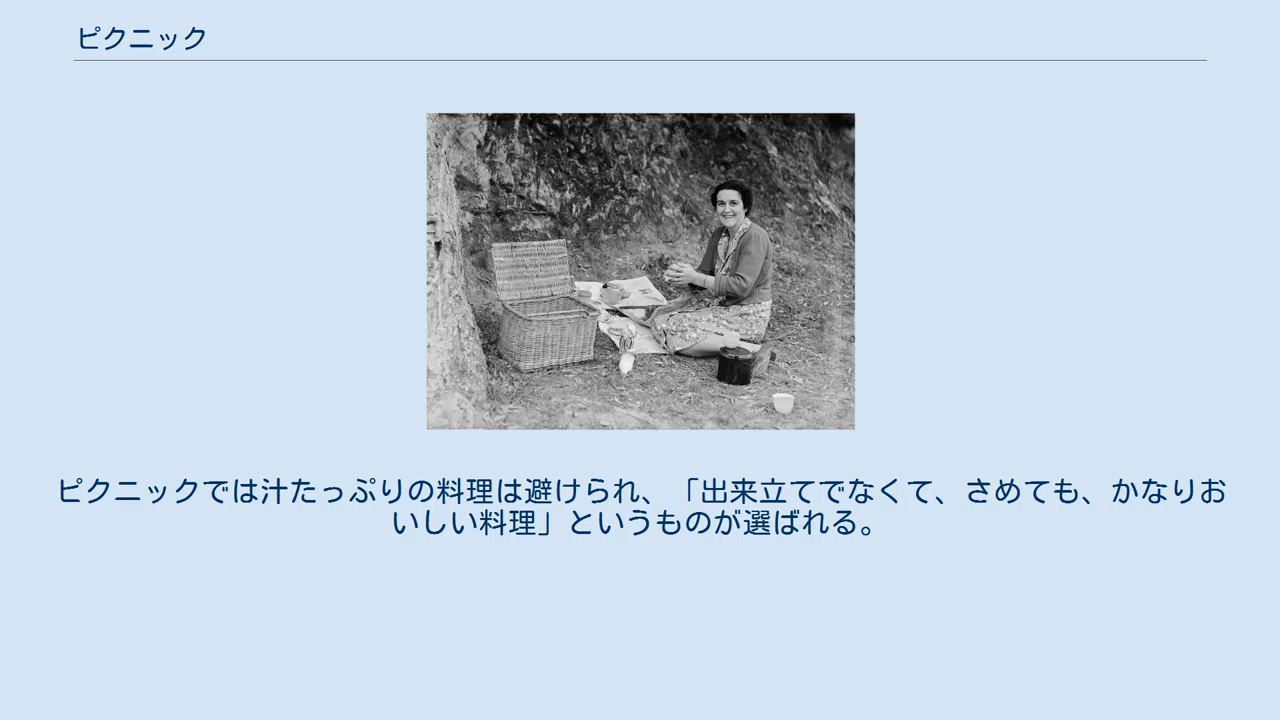 ピクニック
ピクニックでは汁たっぷりの料理は避けられ、「出来立てでなくて、さめても、かなりお
いしい料理」というものが選ばれる。